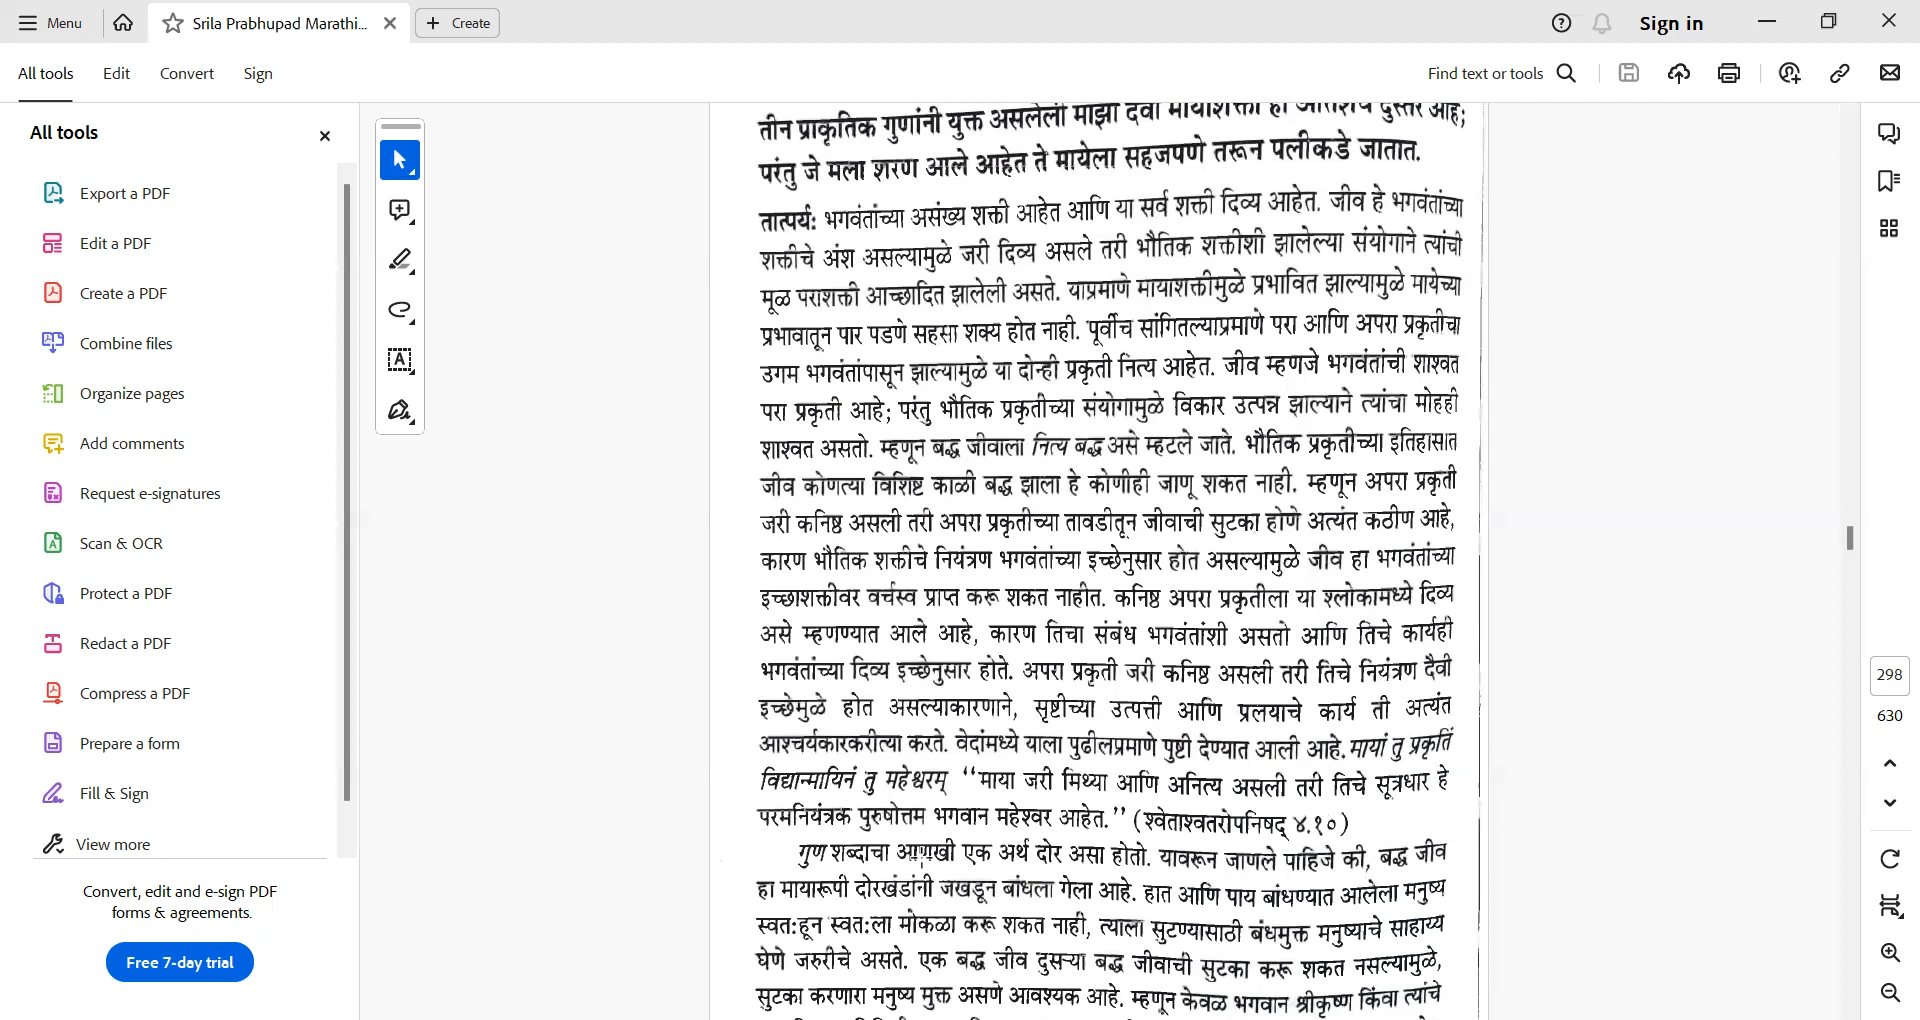 Menu
Srila Prabhupad Marathi...
Create
Sign in
All tools
Edit
Convert
Sign
Find text or tools
All tools
Export a PDF
Edit a PDF
Create a PDF
Combine files
Organize pages
Add comments
Request e-signatures
Scan & OCR
Protect a PDF
Redact a PDF
Compress a PDF
Prepare a form
Fill & Sign
View more
Convert, edit and e-sign PDF
forms & agreements.
Free 7-day trial
तीन प्राकृतिक गुणांनी युक्त असलेली माझी दैवी मायाशक्ती ही अतिशय दुस्तर आहे;
परंतु जे मला शरण आले आहेत ते मायेला सहजपणे तरून पलीकडे जातात.
तात्पर्य: भगवंतांच्या असंख्य शक्ती आहेत आणि या सर्व शक्ती दिव्य आहेत. जीव हे भगवंतांच्या
शक्तीचे अंश असल्यामुळे जरी दिव्य असले तरी भौतिक शक्तीशी झालेल्या संयोगाने त्यांची
मूळ पराशक्ती आच्छादित झालेली असते. याप्रमाणे मायाशक्तीमुळे प्रभावित झाल्यामुळे मायेच्या
प्रभावातून पार पडणे सहसा शक्य होत नाही. पूर्वीच सांगितल्याप्रमाणे परा आणि अपरा प्रकृतीचा
उगम भगवंतांपासून झाल्यामुळे या दोन्ही प्रकृती नित्य आहेत. जीव म्हणजे भगवंतांची शाश्वत
परा प्रकृती आहे; परंतु भौतिक प्रकृतीच्या संयोगामुळे विकार उत्पन्न झाल्याने त्यांचा मोहही
शाश्वत असतो. म्हणून बद्ध जीवाला नित्य बद्ध असे म्हटले जाते. भौतिक प्रकृतीच्या इतिहासात
जीव कोणत्या विशिष्ट काळी बद्ध झाला हे कोणीही जाणू शकत नाही. म्हणून अपरा प्रकृती
जरी कनिष्ठ असली तरी अपरा प्रकृतीच्या तावडीतून जीवाची सुटका होणे अत्यंत कठीण आहे,
कारण भौतिक शक्तीचे नियंत्रण भगवंतांच्या इच्छेनुसार होत असल्यामुळे जीव हा भगवंतांच्या
इच्छाशक्तीवर वर्चस्व प्राप्त करू शकत नाहीत. कनिष्ठ अपरा प्रकृतीला या श्लोकामध्ये दिव्य
असे म्हणण्यात आले आहे, कारण तिचा संबंध भगवंतांशी असतो आणि तिचे कार्यही
भगवंतांच्या दिव्य इच्छेनुसार होते. अपरा प्रकृती जरी कनिष्ठ असली तरी तिचे नियंत्रण दैवी
इच्छेमुळे होत असल्याकारणाने, सृष्टीच्या उत्पत्ती आणि प्रलयाचे कार्य ती अत्यंत
आश्चर्यकारकरीत्या करते. वेदांमध्ये याला पुढीलप्रमाणे पुष्टी देण्यात आली आहे. मायां तु प्रकृतिं
विद्यान्मायिनं तु महेश्वरम् ‘‘माया जरी मिथ्या आणि अनित्य असली तरी तिचे सूत्रधार हे
परमनियंत्रक पुरुषोत्तम भगवान महेश्वर आहेत.’’ (श्वेताश्वतरोपनिषद् ४.१०)
गुण शब्दाचा आणखी एक अर्थ दोर असा होतो. यावरून जाणले पाहिजे की, बद्ध जीव
हा मायारूपी दोरखंडांनी जखडून बांधला गेला आहे. हात आणि पाय बांधण्यात आलेला मनुष्य
स्वतःहून स्वतःला मोकळा करू शकत नाही, त्याला सुटण्यासाठी बंधमुक्त मनुष्याचे साहाय्य
घेणे जरुरीचे असते. एक बद्ध जीव दुसऱ्या बद्ध जीवाची सुटका करू शकत नसल्यामुळे,
सुटका करणारा मनुष्य मुक्त असणे आवश्यक आहे. म्हणून केवळ भगवान श्रीकृष्ण किंवा त्यांचे
298
630